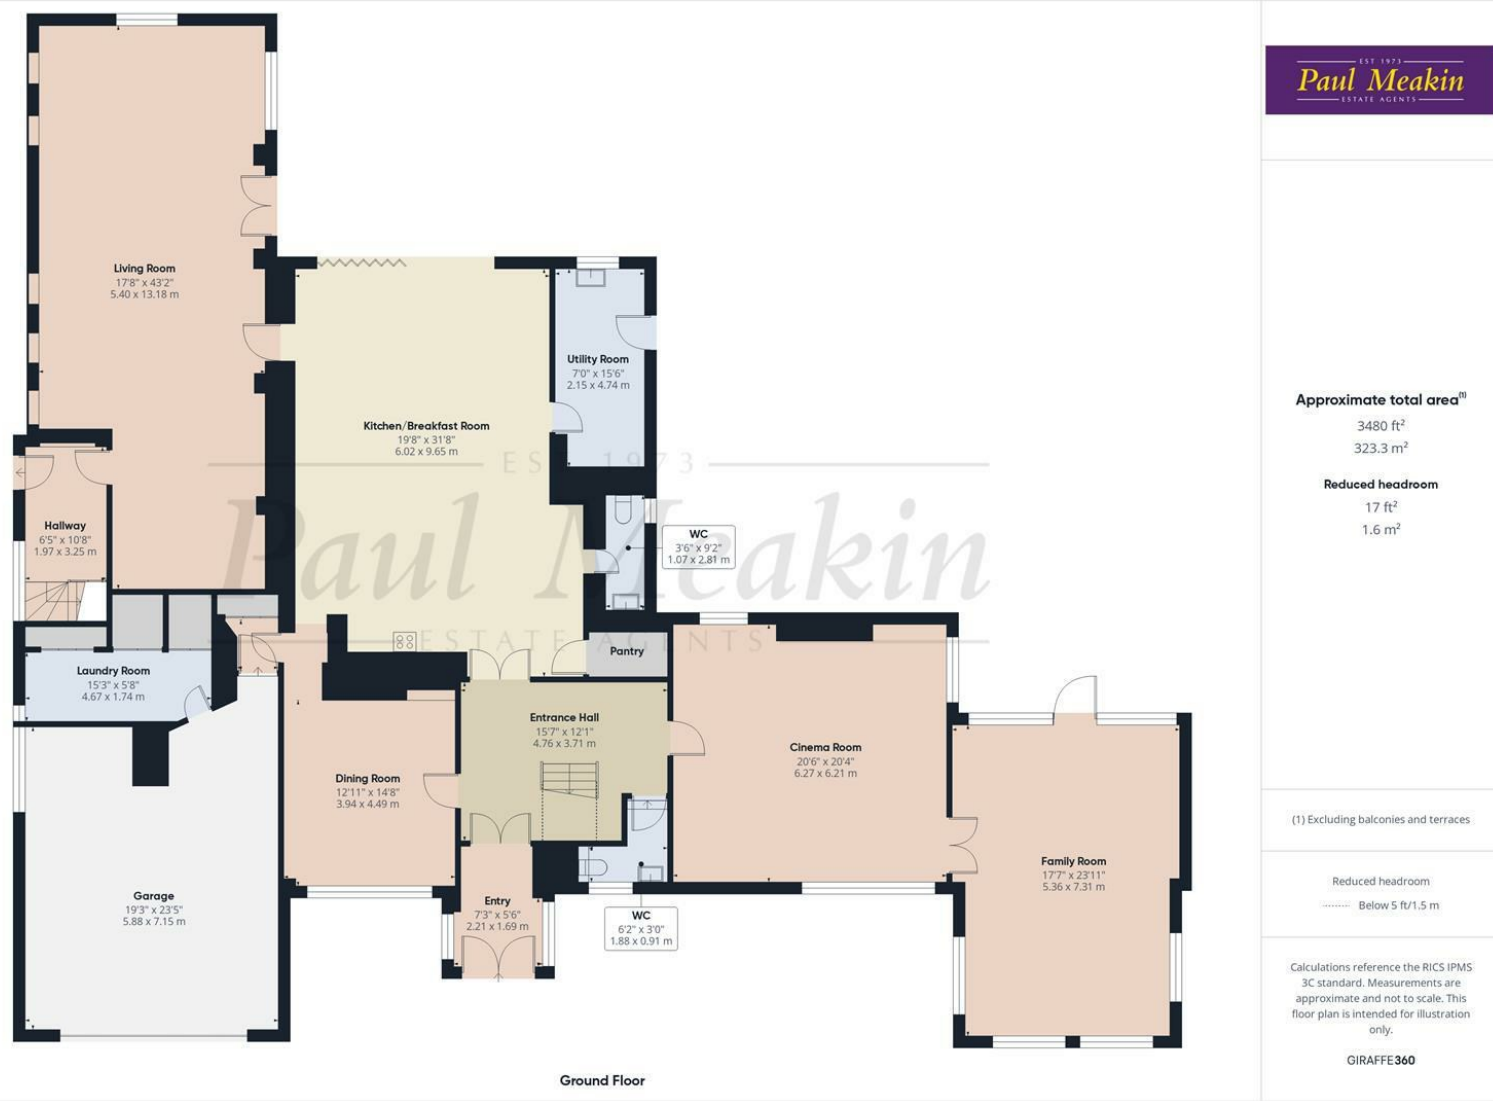 Living Room
17'8" x 43'2"
5.40 x 13.18 m
Kitchen/Breakfast Room
19'8" x 31'8"
6.02 x 9.65 m
Utility Room
7'0" x 15'6"
2.15 x 4.74 m
Hallway
6'5" x 10'8"
1.97 x 3.25 m
WC
3'6" x 9'2"
1.07 x 2.81 m
Laundry Room
15'3" x 5'8"
4.67 x 1.74 m
Pantry
Entrance Hall
15'7" x 12'1"
4.76 x 3.71 m
Dining Room
12'11" x 14'8"
3.94 x 4.49 m
Cinema Room
20'6" x 20'4"
6.27 x 6.21 m
Family Room
17'7" x 23'11"
5.36 x 7.31 m
Garage
19'3" x 23'5"
5.88 x 7.15 m
Entry
7'3" x 5'6"
2.21 x 1.69 m
WC
6'2" x 3'0"
1.88 x 0.91 m
Ground Floor
EST 1973
Paul Meakin
ESTATE AGENTS
EST 1973
Paul Meakin
ESTATE AGENTS
Approximate total area(1)
3480 ft²
323.3 m²
Reduced headroom
17 ft²
1.6 m²
(1) Excluding balconies and terraces
Reduced headroom
Below 5 ft/1.5 m
Calculations reference the RICS IPMS
3C standard. Measurements are
approximate and not to scale. This
floor plan is intended for illustration
only.
GIRAFFE360